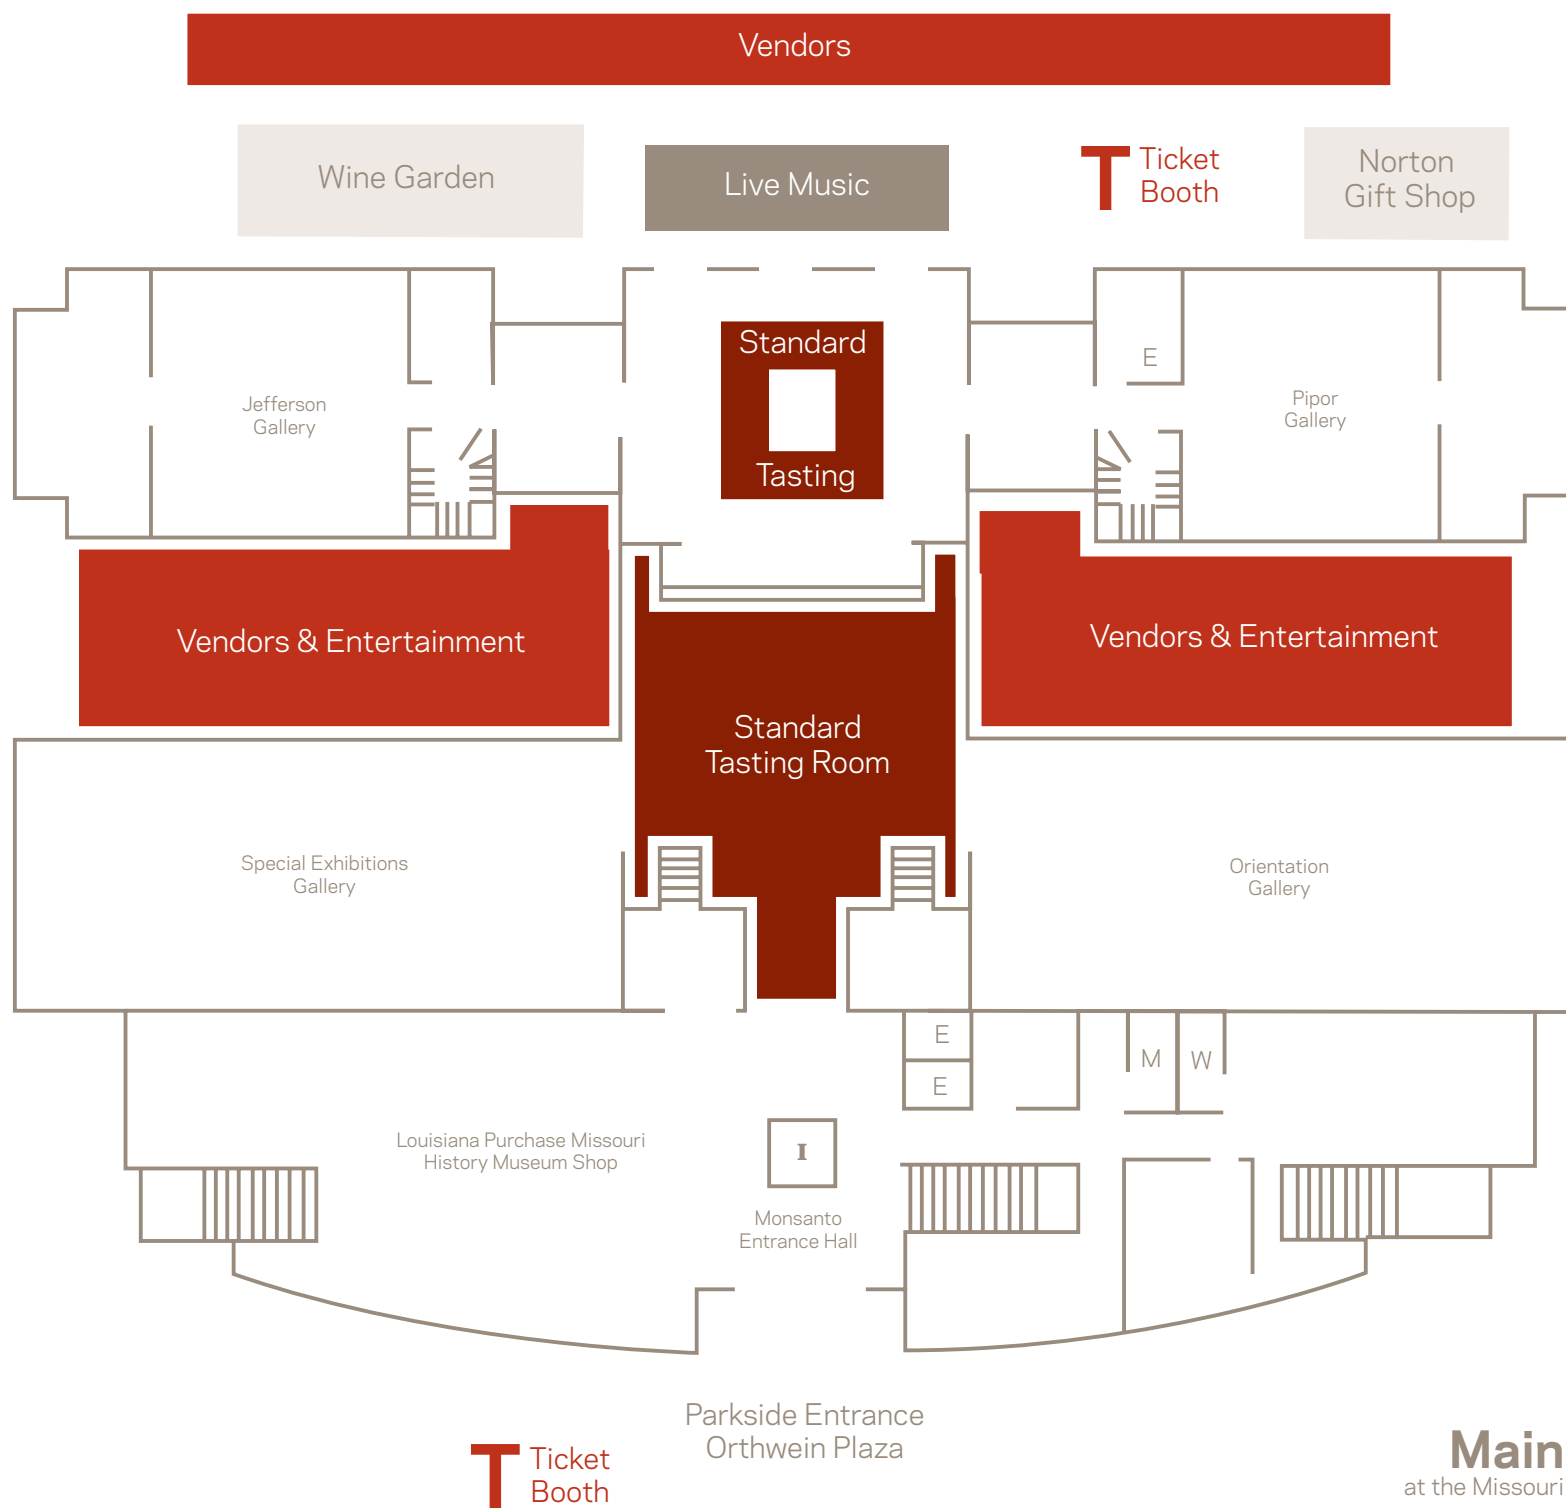 Vendors
Wine Garden
Live Music
Ticket
Booth
Norton
Gift Shop
Standard
Tasting
E
Jefferson
Gallery
Pipor
Gallery
Vendors & Entertainment
Vendors & Entertainment
Standard
Tasting Room
Special Exhibitions
Gallery
Orientation
Gallery
E
E
M
W
Louisiana Purchase Missouri
History Museum Shop
I
Monsanto
Entrance Hall
Parkside Entrance
Orthwein Plaza
Ticket
Booth
Main
at the Missouri